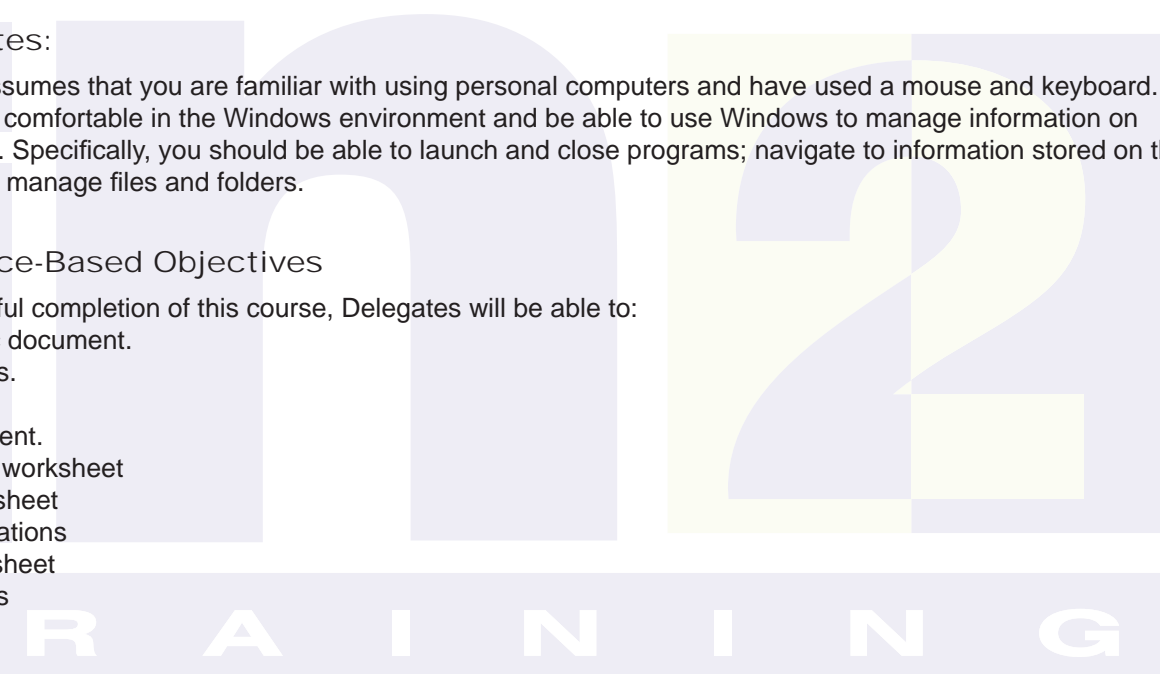 tes:
ssumes that you are familiar with using personal computers and have used a mouse and keyboard.
comfortable in the Windows environment and be able to use Windows to manage information on
. Specifically, you should be able to launch and close programs; navigate to information stored on th
manage files and folders.
ce-Based Objectives
ful completion of this course, Delegates will be able to:
document.
s.
ent.
worksheet
sheet
ations
sheet
s
in2
RAINING